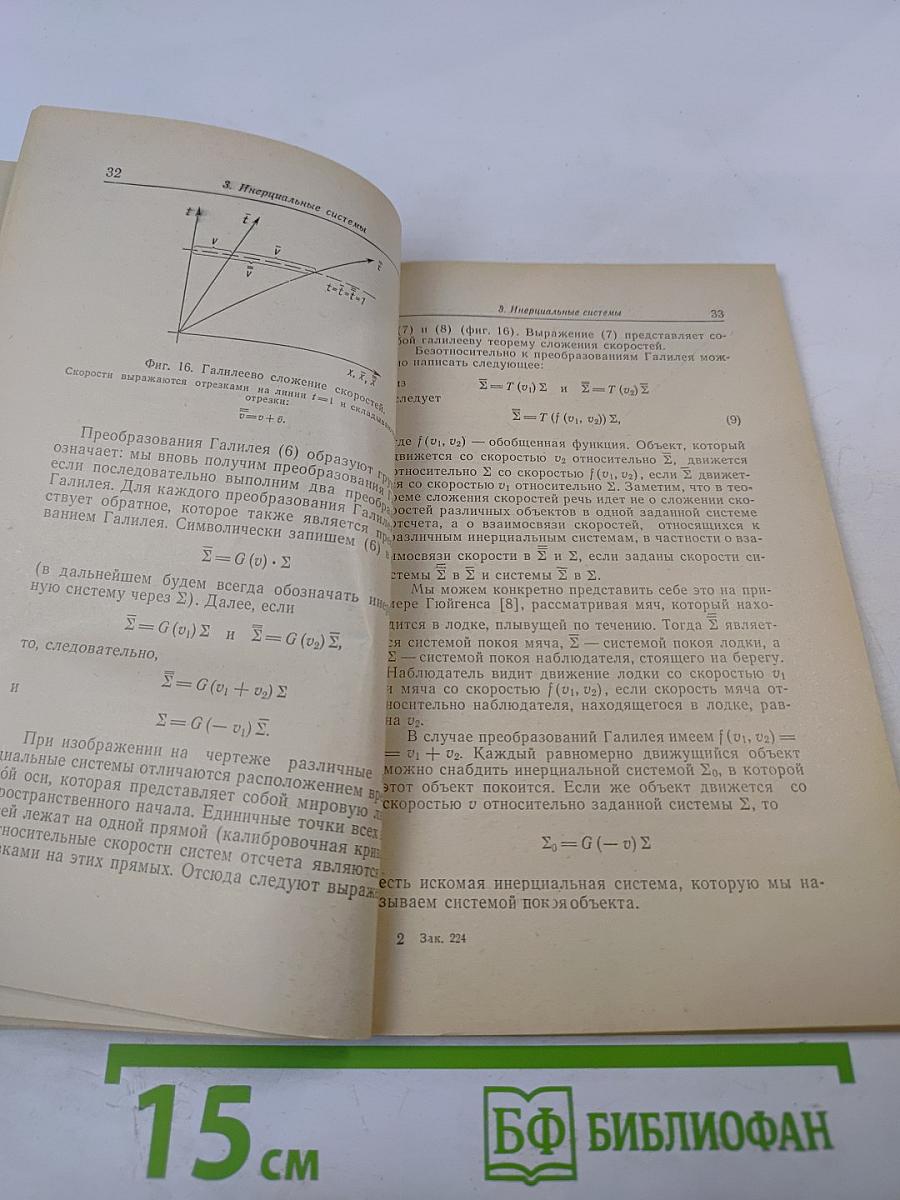 32
3. Инерциальные системы
t t̄ t̿
v v̄
v̿
t=t̄=t̿=1
x, x̄, x̿
Фиг. 16. Галилеево сложение скоростей.
Скорости выражаются отрезками на линии t=1 и
отрезки:
v̿=v+v̄.
Преобразования Галилея (6) образуют
означает: мы вновь получим преобразования
если последовательно выполним два
Галилея. Для каждого преобразования
ствует обратное, которое также является
ванием Галилея. Символически запишем (6)
Σ̄=G(v)·Σ
(в дальнейшем будем всегда обозначать
ную систему через Σ). Далее, если
Σ̄=G(v₁)Σ и Σ̿=G(v₂)Σ̄,
то, следовательно,
Σ̿=G(v₁+v₂)Σ
и
Σ=G(—v₁)Σ̄.
При изображении на чертеже различные
системы отличаются расположением
оси, которая представляет собой мировую
начала. Единичные точки всех
лежат на одной прямой (калибровочная
скорости систем отсчета являются
на этих прямых. Отсюда следуют
3. Инерциальные системы
33
(7) и (8) (фиг. 16). Выражение (7) представляет со-
бой галилееву теорему сложения скоростей.
Безотносительно к преобразованиям Галилея мож-
но написать следующее:
из Σ̄=T(v₁)Σ и Σ̿=T(v₂)Σ̄
следует
Σ̿=T(f(v₁, v₂))Σ, (9)
где f(v₁, v₂) — обобщенная функция. Объект, который
движется со скоростью v₂ относительно Σ̄, движется
относительно Σ со скоростью f(v₁, v₂), если Σ̄ движет-
ся со скоростью v₁ относительно Σ. Заметим, что в тео-
реме сложения скоростей речь идет не о сложении ско-
ростей различных объектов в одной заданной системе
отсчета, а о взаимосвязи скоростей, относящихся к
различным инерциальным системам, в частности о вза-
имосвязи скорости в Σ̿ и Σ, если заданы скорости си-
стемы Σ̿ в Σ̄ и системы Σ̄ в Σ.
Мы можем конкретно представить себе это на при-
мере Гюйгенса [8], рассматривая мяч, который нахо-
дится в лодке, плывущей по течению. Тогда Σ̿ являет-
ся системой покоя мяча, Σ̄ — системой покоя лодки, а
Σ — системой покоя наблюдателя, стоящего на берегу.
Наблюдатель видит движение лодки со скоростью v₁
и мяча со скоростью f(v₁, v₂), если скорость мяча от-
носительно наблюдателя, находящегося в лодке, рав-
на v₂.
В случае преобразований Галилея имеем f(v₁, v₂)=
= v₁ + v₂. Каждый равномерно движущийся объект
можно снабдить инерциальной системой Σ₀, в которой
этот объект покоится. Если же объект движется со
скоростью v относительно заданной системы Σ, то
Σ₀=G(—v)Σ
есть искомая инерциальная система, которую мы на-
зываем системой покоя объекта.
2 Зак. 224
15 см
БФ БИБЛИОФАН